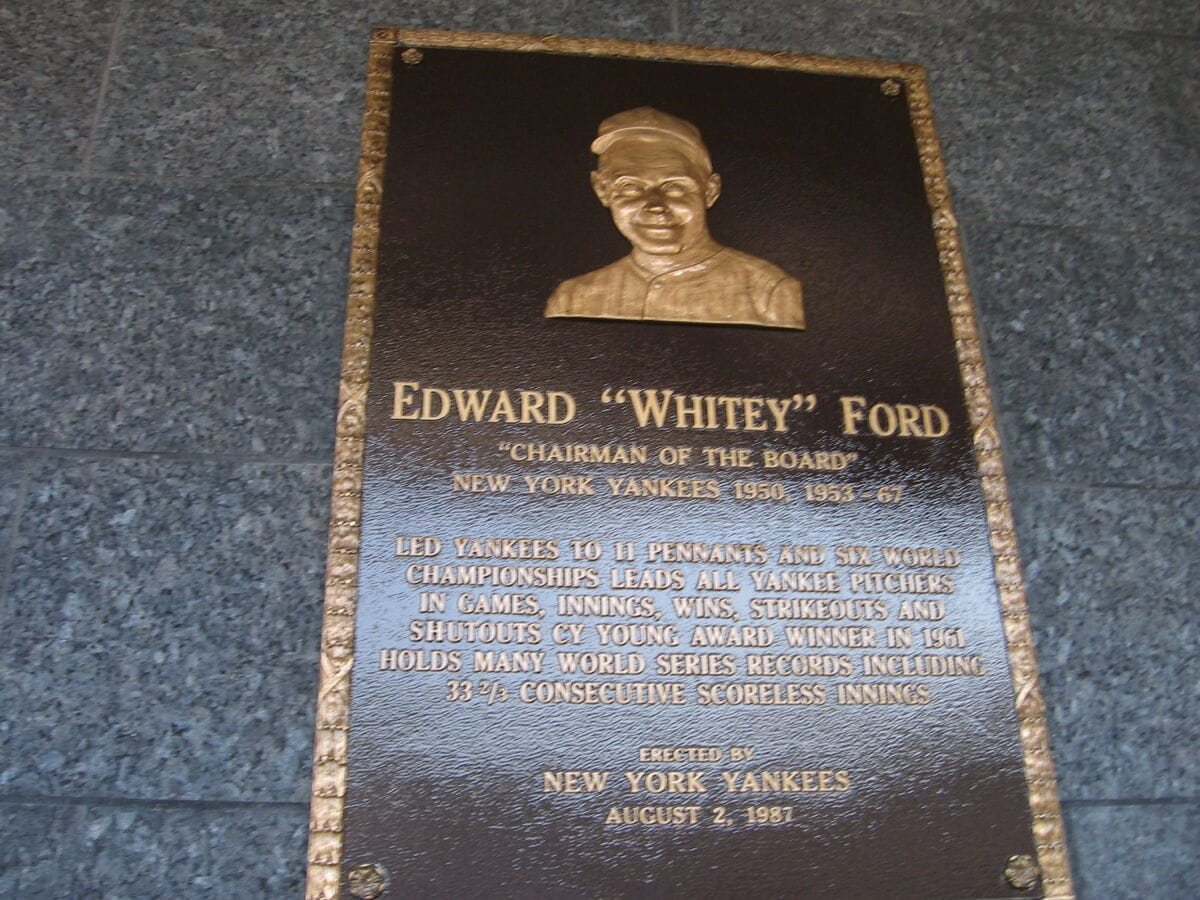 EDWARD “WHITEY” FORD
“CHAIRMAN OF THE BOARD”
NEW YORK YANKEES 1950, 1953–67
LED YANKEES TO 11 PENNANTS AND SIX WORLD
CHAMPIONSHIPS LEADS ALL YANKEE PITCHERS
IN GAMES, INNINGS, WINS, STRIKEOUTS AND
SHUTOUTS CY YOUNG AWARD WINNER IN 1961
HOLDS MANY WORLD SERIES RECORDS INCLUDING
33 2/3 CONSECUTIVE SCORELESS INNINGS
ERECTED BY
NEW YORK YANKEES
AUGUST 2, 1987